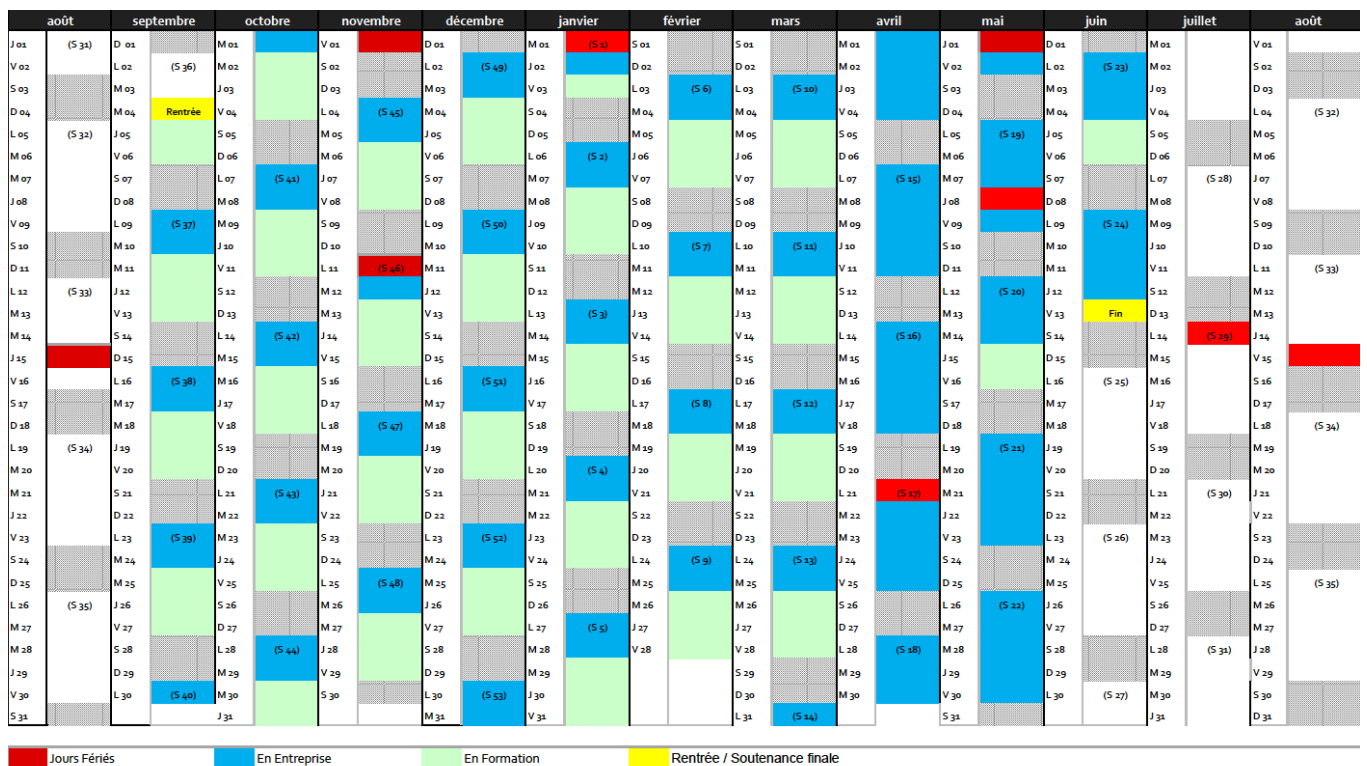 août septembre octobre novembre décembre janvier février mars avril mai juin juillet août
J 01 (S 31) D 01 M 01 V 01 D 01 M 01 (S 1) S 01 S 01 M 01 J 01 D 01 M 01 V 01
V 02 L 02 (S 36) M 02 S 02 L 02 (S 49) J 02 D 02 D 02 M 02 V 02 L 02 (S 23) M 02 S 02
S 03 M 03 J 03 D 03 M 03 V 03 L 03 (S 6) L 03 (S 10) J 03 S 03 M 03 J 03 D 03
D 04 M 04 Rentrée V 04 L 04 (S 45) M 04 S 04 M 04 M 04 V 04 D 04 M 04 V 04 L 04 (S 32)
L 05 (S 32) J 05 S 05 M 05 J 05 D 05 M 05 M 05 S 05 L 05 (S 19) J 05 S 05 M 05
M 06 V 06 D 06 M 06 V 06 L 06 (S 2) J 06 J 06 D 06 M 06 V 06 D 06 M 06
M 07 S 07 L 07 (S 41) J 07 S 07 M 07 V 07 V 07 L 07 (S 15) M 07 S 07 L 07 (S 28) J 07
J 08 D 08 M 08 V 08 D 08 M 08 S 08 S 08 M 08 J 08 D 08 M 08 V 08
V 09 L 09 (S 37) M 09 S 09 L 09 (S 50) J 09 D 09 D 09 M 09 V 09 L 09 (S 24) M 09 S 09
S 10 M 10 J 10 D 10 M 10 V 10 L 10 (S 7) L 10 (S 11) J 10 S 10 M 10 J 10 D 10
D 11 M 11 V 11 L 11 (S 46) M 11 S 11 M 11 M 11 V 11 D 11 M 11 V 11 L 11 (S 33)
L 12 (S 33) J 12 S 12 M 12 J 12 D 12 M 12 M 12 S 12 L 12 (S 20) J 12 S 12 M 12
M 13 V 13 D 13 M 13 V 13 L 13 (S 3) J 13 J 13 D 13 M 13 V 13 Fin D 13 M 13
M 14 S 14 L 14 (S 42) J 14 S 14 M 14 V 14 V 14 L 14 (S 16) M 14 S 14 L 14 (S 29) J 14
J 15 D 15 M 15 V 15 D 15 M 15 S 15 S 15 M 15 J 15 D 15 M 15 V 15
V 16 L 16 (S 38) M 16 S 16 L 16 (S 51) J 16 D 16 D 16 M 16 V 16 L 16 (S 25) M 16 S 16
S 17 M 17 J 17 D 17 M 17 V 17 L 17 (S 8) L 17 (S 12) J 17 S 17 M 17 J 17 D 17
D 18 M 18 V 18 L 18 (S 47) M 18 S 18 M 18 M 18 V 18 D 18 M 18 V 18 L 18 (S 34)
L 19 (S 34) J 19 S 19 M 19 J 19 D 19 M 19 M 19 S 19 L 19 (S 21) J 19 S 19 M 19
M 20 V 20 D 20 M 20 V 20 L 20 (S 4) J 20 J 20 D 20 M 20 V 20 D 20 M 20
M 21 S 21 L 21 (S 43) J 21 S 21 M 21 V 21 V 21 L 21 (S 17) M 21 S 21 L 21 (S 30) J 21
J 22 D 22 M 22 V 22 D 22 M 22 S 22 S 22 M 22 J 22 D 22 M 22 V 22
V 23 L 23 (S 39) M 23 S 23 L 23 (S 52) J 23 D 23 D 23 M 23 V 23 L 23 (S 26) M 23 S 23
S 24 M 24 J 24 D 24 M 24 V 24 L 24 (S 9) L 24 (S 13) J 24 S 24 M 24 J 24 D 24
D 25 M 25 V 25 L 25 (S 48) M 25 S 25 M 25 M 25 V 25 D 25 M 25 V 25 L 25 (S 35)
L 26 (S 35) J 26 S 26 M 26 J 26 D 26 M 26 M 26 S 26 L 26 (S 22) J 26 S 26 M 26
M 27 V 27 D 27 M 27 V 27 L 27 (S 5) J 27 J 27 D 27 M 27 V 27 D 27 M 27
M 28 S 28 L 28 (S 44) J 28 S 28 M 28 V 28 V 28 L 28 (S 18) M 28 S 28 L 28 (S 31) J 28
J 29 D 29 M 29 V 29 D 29 M 29 S 29 M 29 J 29 D 29 M 29 V 29
V 30 L 30 (S 40) M 30 S 30 L 30 (S 53) J 30 D 30 M 30 V 30 L 30 (S 27) M 30 S 30
S 31 J 31 M 31 V 31 L 31 (S 14) S 31 J 31 D 31
Jours Fériés En Entreprise En Formation Rentrée / Soutenance finale